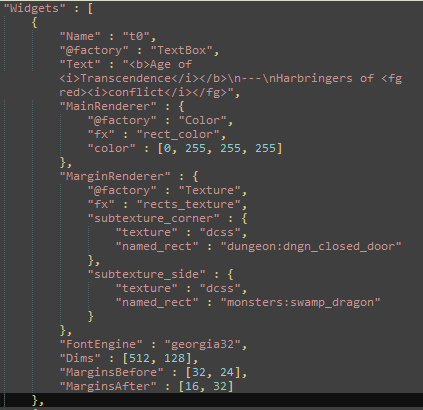 "Widgets" : [
{
"Name" : "t0",
"@factory" : "TextBox",
"Text" : "<b>Age of
<i>Transcendence</i></b>\n---\nHarbringers of <fg
red><i>conflict</i></fg>",
"MainRenderer" : {
"@factory" : "Color",
"fx" : "rect_color",
"color" : [0, 255, 255, 255]
},
"MarginRenderer" : {
"@factory" : "Texture",
"fx" : "rects_texture",
"subtexture_corner" : {
"texture" : "dcss",
"named_rect" : "dungeon:dngn_closed_door"
},
"subtexture_side" : {
"texture" : "dcss",
"named_rect" : "monsters:swamp_dragon"
}
},
"FontEngine" : "georgia32",
"Dims" : [512, 128],
"MarginsBefore" : [32, 24],
"MarginsAfter" : [16, 32]
},